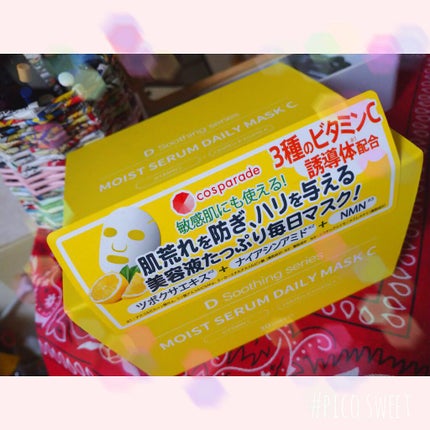 D Soothing series
MOIST SERUM DAILY MASK C
cosparade
3種のビタミンC
誘導体配合
敏感肌にも使える!
肌荒れを防ぎ、ハリを与える
美容液たっぷり毎日マスク!
ツボクサエキス + ナイアシンアミド + NMN
D Soothing series
MOIST SERUM DAILY MASK C
#PICO SWEET